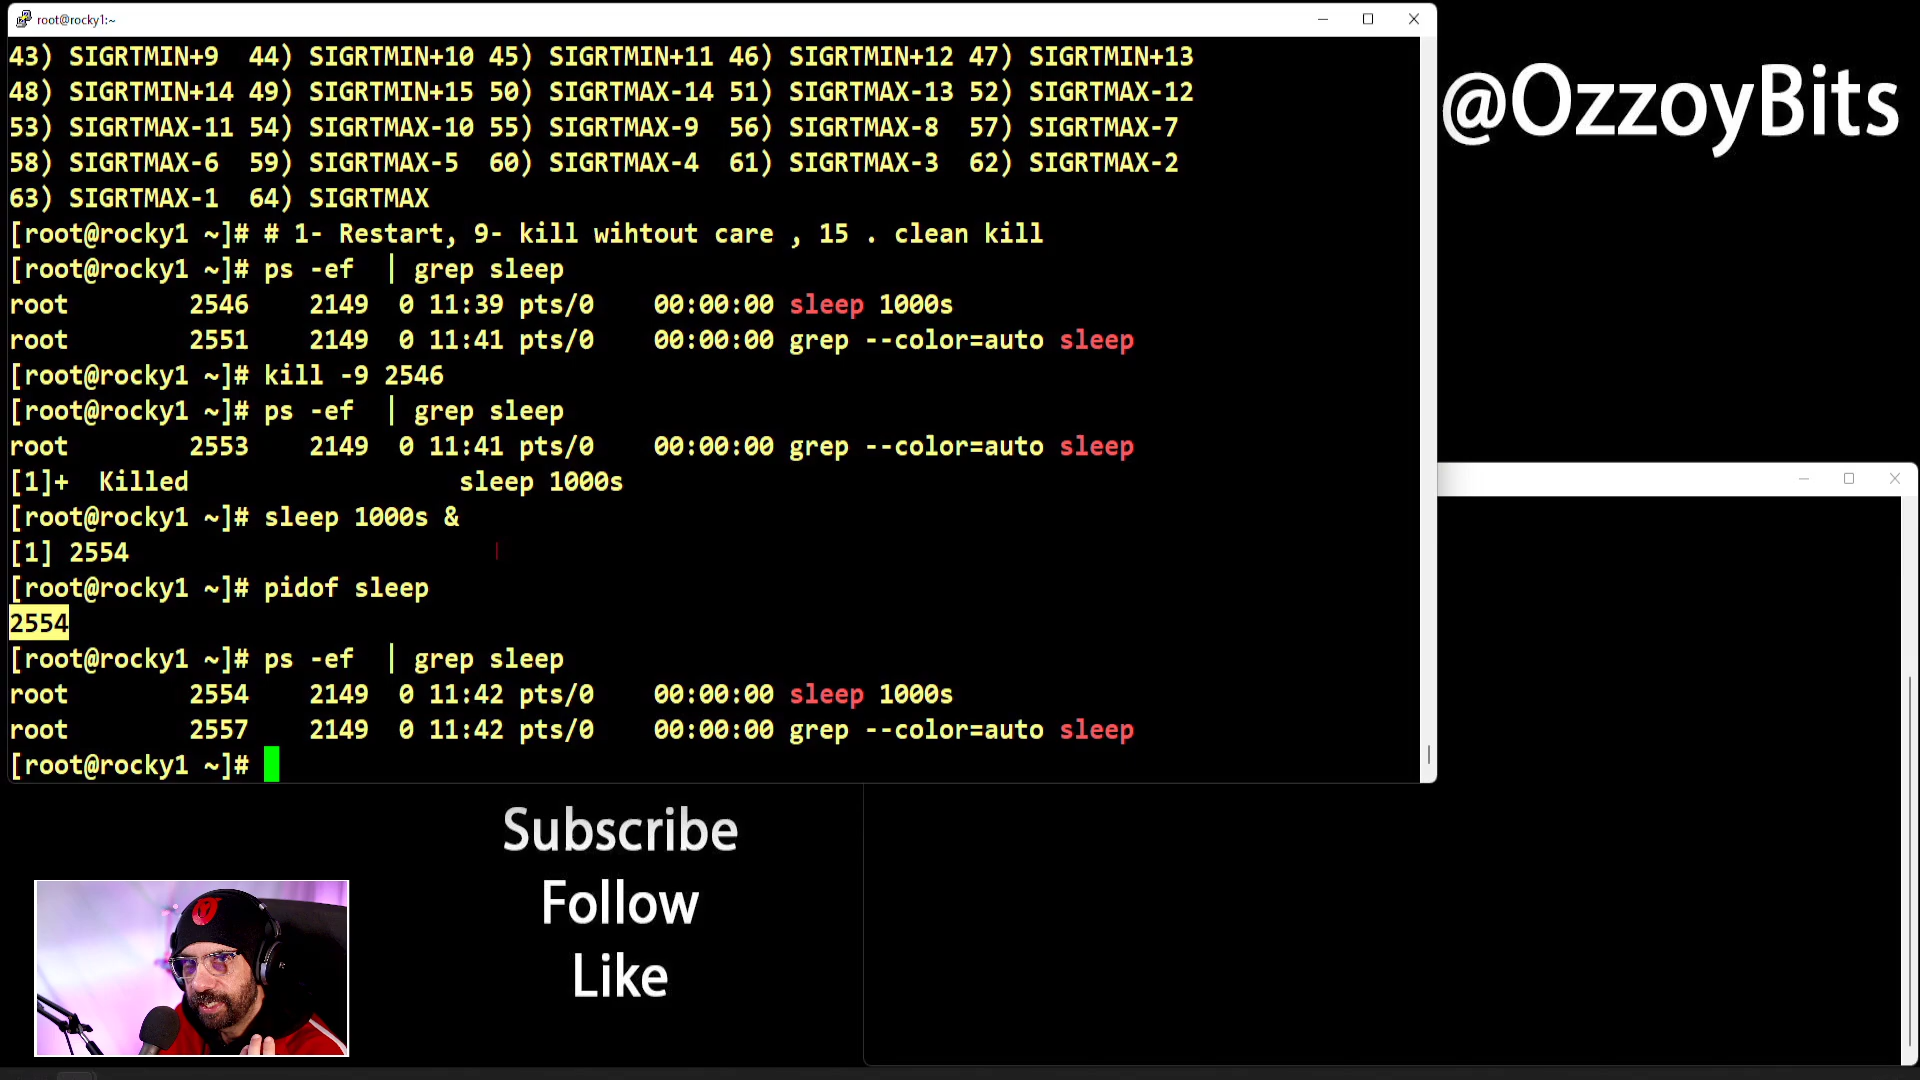 root@rocky1:~
43) SIGRTMIN+9  44) SIGRTMIN+10 45) SIGRTMIN+11 46) SIGRTMIN+12 47) SIGRTMIN+13
48) SIGRTMIN+14 49) SIGRTMIN+15 50) SIGRTMAX-14 51) SIGRTMAX-13 52) SIGRTMAX-12
53) SIGRTMAX-11 54) SIGRTMAX-10 55) SIGRTMAX-9  56) SIGRTMAX-8  57) SIGRTMAX-7
58) SIGRTMAX-6  59) SIGRTMAX-5  60) SIGRTMAX-4  61) SIGRTMAX-3  62) SIGRTMAX-2
63) SIGRTMAX-1  64) SIGRTMAX
[root@rocky1 ~]# # 1- Restart, 9- kill wihtout care , 15 . clean kill
[root@rocky1 ~]# ps -ef  | grep sleep
root        2546    2149  0 11:39 pts/0    00:00:00 sleep 1000s
root        2551    2149  0 11:41 pts/0    00:00:00 grep --color=auto sleep
[root@rocky1 ~]# kill -9 2546
[root@rocky1 ~]# ps -ef  | grep sleep
root        2553    2149  0 11:41 pts/0    00:00:00 grep --color=auto sleep
[1]+  Killed                  sleep 1000s
[root@rocky1 ~]# sleep 1000s &
[1] 2554
[root@rocky1 ~]# pidof sleep
2554
[root@rocky1 ~]# ps -ef  | grep sleep
root        2554    2149  0 11:42 pts/0    00:00:00 sleep 1000s
root        2557    2149  0 11:42 pts/0    00:00:00 grep --color=auto sleep
[root@rocky1 ~]#
@OzzoyBits
Subscribe
Follow
Like